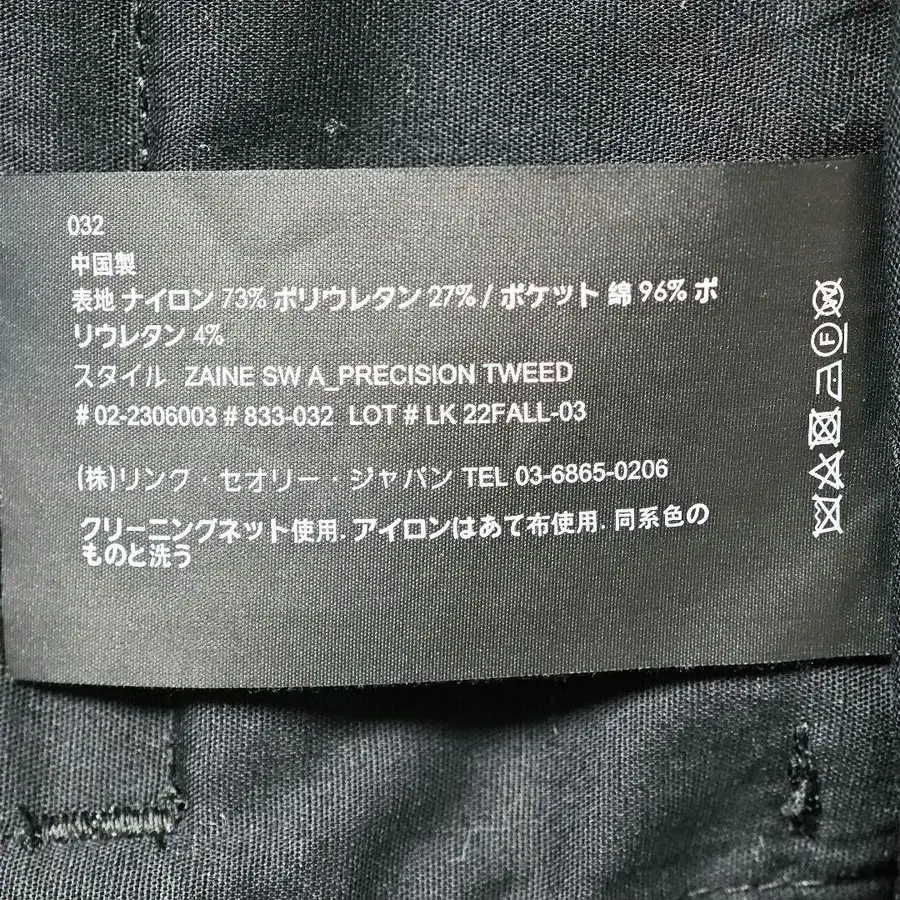 032
中国製
表地 ナイロン 73% ポリウレタン 27% / ポケット 綿 96% ポ
リウレタン 4%
スタイル ZAINE SW A_PRECISION TWEED
# 02-2306003 # 833-032 LOT # LK 22FALL-03
(株)リンク・セオリー ジャパン TEL 03-6865-0206
クリーニングネット使用. アイロンはあて布使用. 同系色の
ものと洗う
F